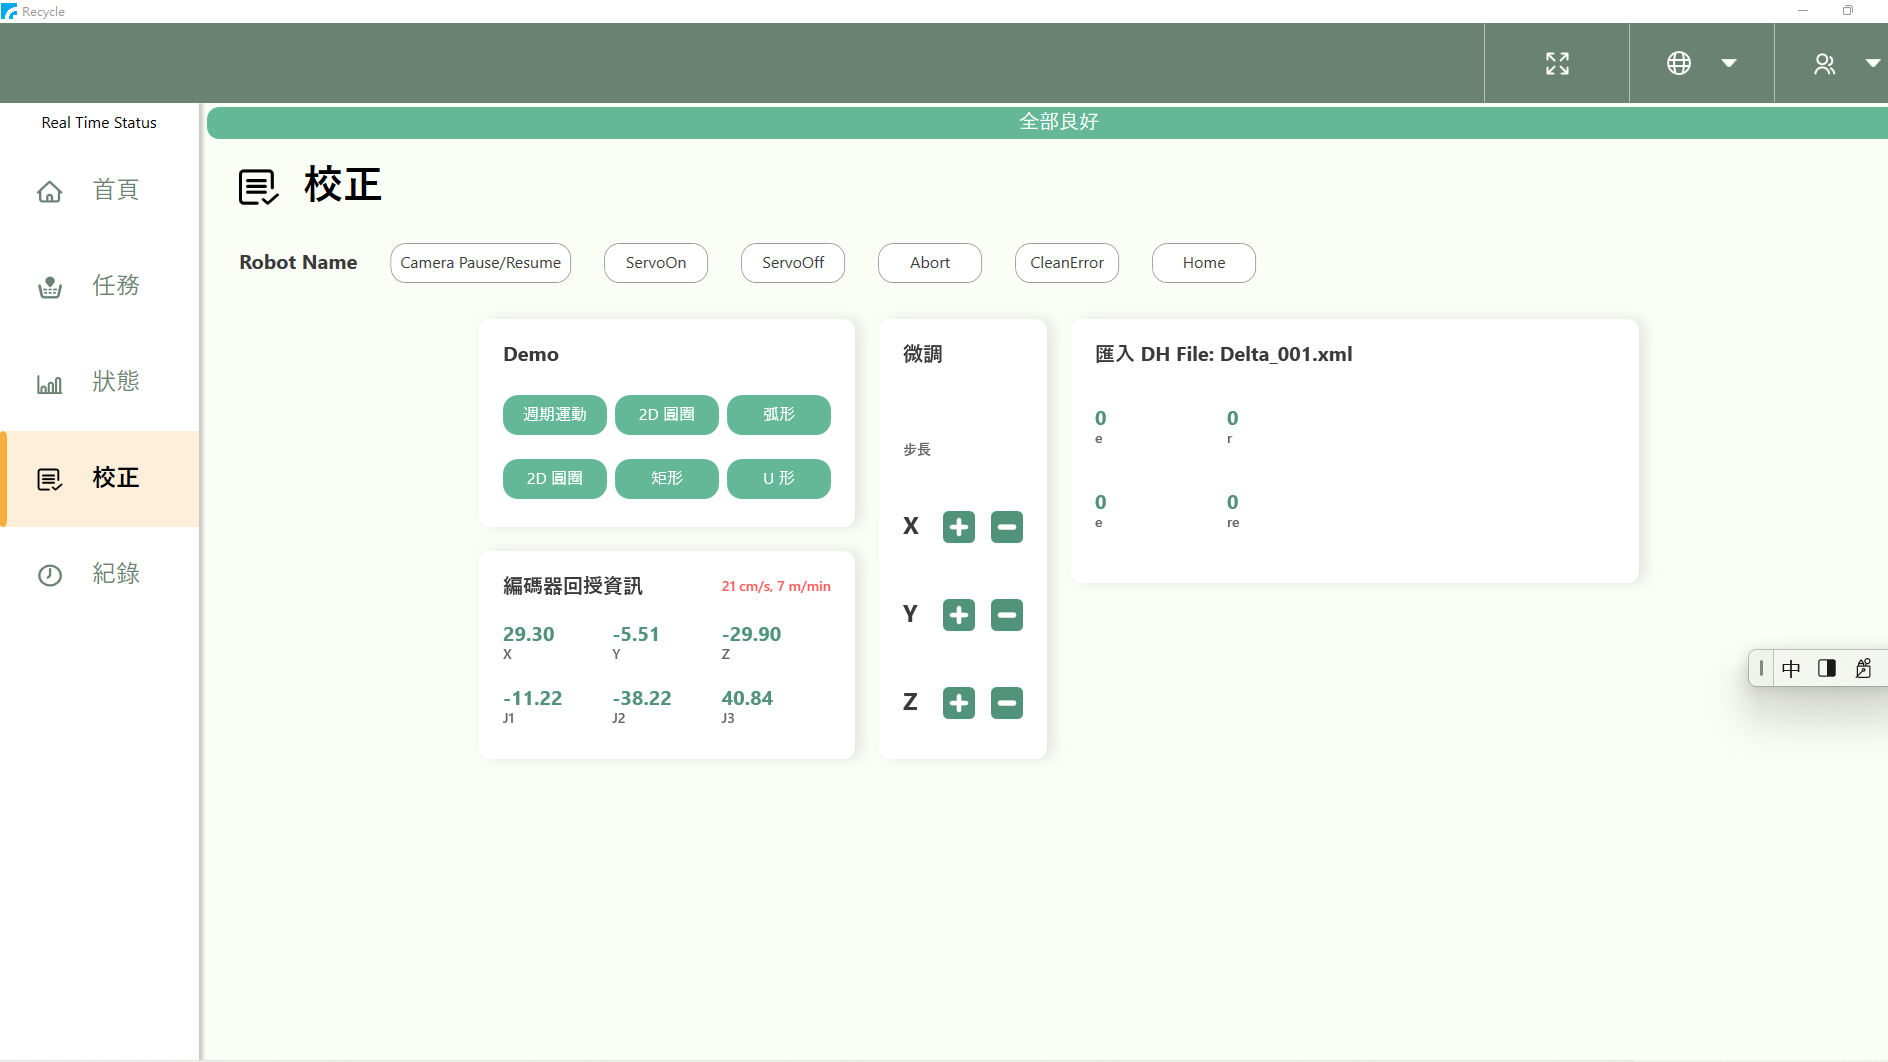 Recycle
Real Time Status
全部良好
首頁
任務
狀態
校正
紀錄
校正
Robot Name
Camera Pause/Resume
ServoOn
ServoOff
Abort
CleanError
Home
Demo
週期運動
2D 圓圈
弧形
2D 圓圈
矩形
U 形
編碼器回授資訊
21 cm/s, 7 m/min
29.30
-5.51
-29.90
X
Y
Z
-11.22
-38.22
40.84
J1
J2
J3
微調
步長
X
Y
Z
匯入 DH File: Delta_001.xml
0
0
e
r
0
0
e
re
中